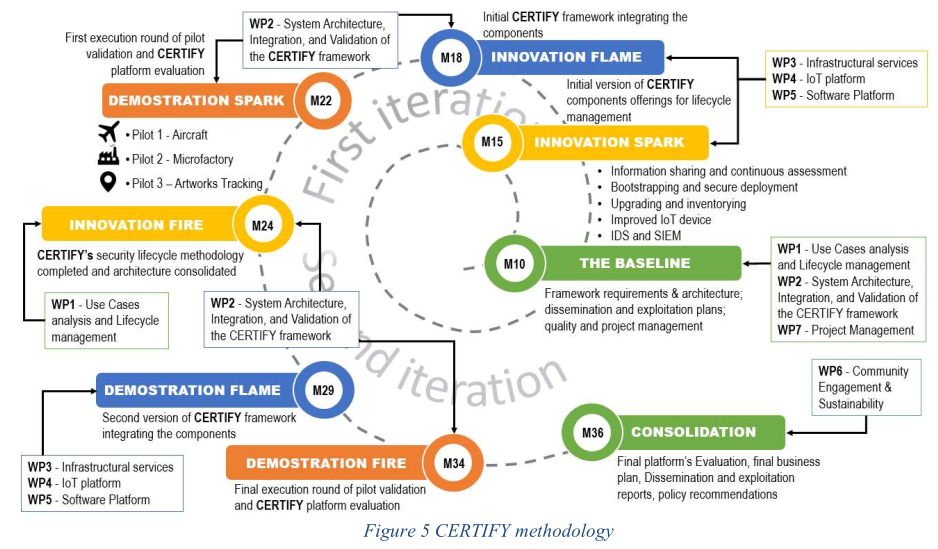 WP2 - System Architecture,
Integration, and Validation of
the CERTIFY framework
Initial CERTIFY framework integrating the
components
M18
INNOVATION FLAME
First execution round of pilot
validation and CERTIFY
platform evaluation
WP3 - Infrastructural services
WP4 - IoT platform
WP5 - Software Platform
DEMOSTRATION SPARK
M22
Initial version of CERTIFY
components offerings for lifecycle
management
First iteration
• Pilot 1 - Aircraft
• Pilot 2 - Microfactory
• Pilot 3 – Artworks Tracking
M15
INNOVATION SPARK
• Information sharing and continuous assessment
• Bootstrapping and secure deployment
• Upgrading and inventorying
• Improved IoT device
• IDS and SIEM
INNOVATION FIRE
M24
CERTIFY's security lifecycle methodology
completed and architecture consolidated
M10
THE BASELINE
Framework requirements & architecture;
dissemination and exploitation plans;
quality and project management
WP1 - Use Cases analysis
and Lifecycle management
WP2 - System Architecture,
Integration, and Validation of
the CERTIFY framework
WP7 - Project Management
WP1 - Use Cases
analysis and Lifecycle
management
WP2 - System Architecture,
Integration, and Validation of
the CERTIFY framework
nd iteration
DEMOSTRATION FLAME
M29
Second version of CERTIFY framework
integrating the components
WP6 - Community
Engagement &
Sustainability
WP3 - Infrastructural services
WP4 - IoT platform
WP5 - Software Platform
DEMOSTRATION FIRE
M34
Final execution round of pilot validation
and CERTIFY platform evaluation
M36
CONSOLIDATION
Final platform's Evaluation, final business
plan, Dissemination and exploitation
reports, policy recommendations
Figure 5 CERTIFY methodology